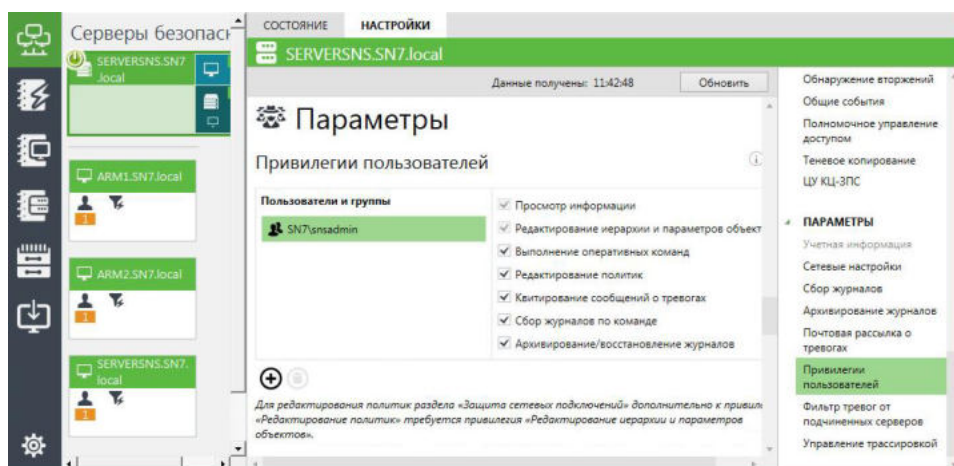 Серверы безопасн
SERVERSNS.SN7
.local
ARM1.SN7.local
1
ARM2.SN7.local
1
SERVERSNS.SN7.
local
1
СОСТОЯНИЕ НАСТРОЙКИ
SERVERSNS.SN7.local
Данные получены: 11:42:48 Обновить
Параметры
Привилегии пользователей
Пользователи и группы
SN7\snsadmin
Просмотр информации
Редактирование иерархии и параметров объект
Выполнение оперативных команд
Редактирование политик
Квитирование сообщений о тревогах
Сбор журналов по команде
Архивирование/восстановление журналов
Для редактирования политик раздела «Защита сетевых подключений» дополнительно к привил
«Редактирование политик» требуется привилегия «Редактирование иерархии и параметров
объектов».
Обнаружение вторжений
Общие события
Полномочное управление
доступом
Теневое копирование
ЦУ КЦ-ЗПС
ПАРАМЕТРЫ
Учетная информация
Сетевые настройки
Сбор журналов
Архивирование журналов
Почтовая рассылка о
тревогах
Привилегии
пользователей
Фильтр тревог от
подчиненных серверов
Управление трассировкой